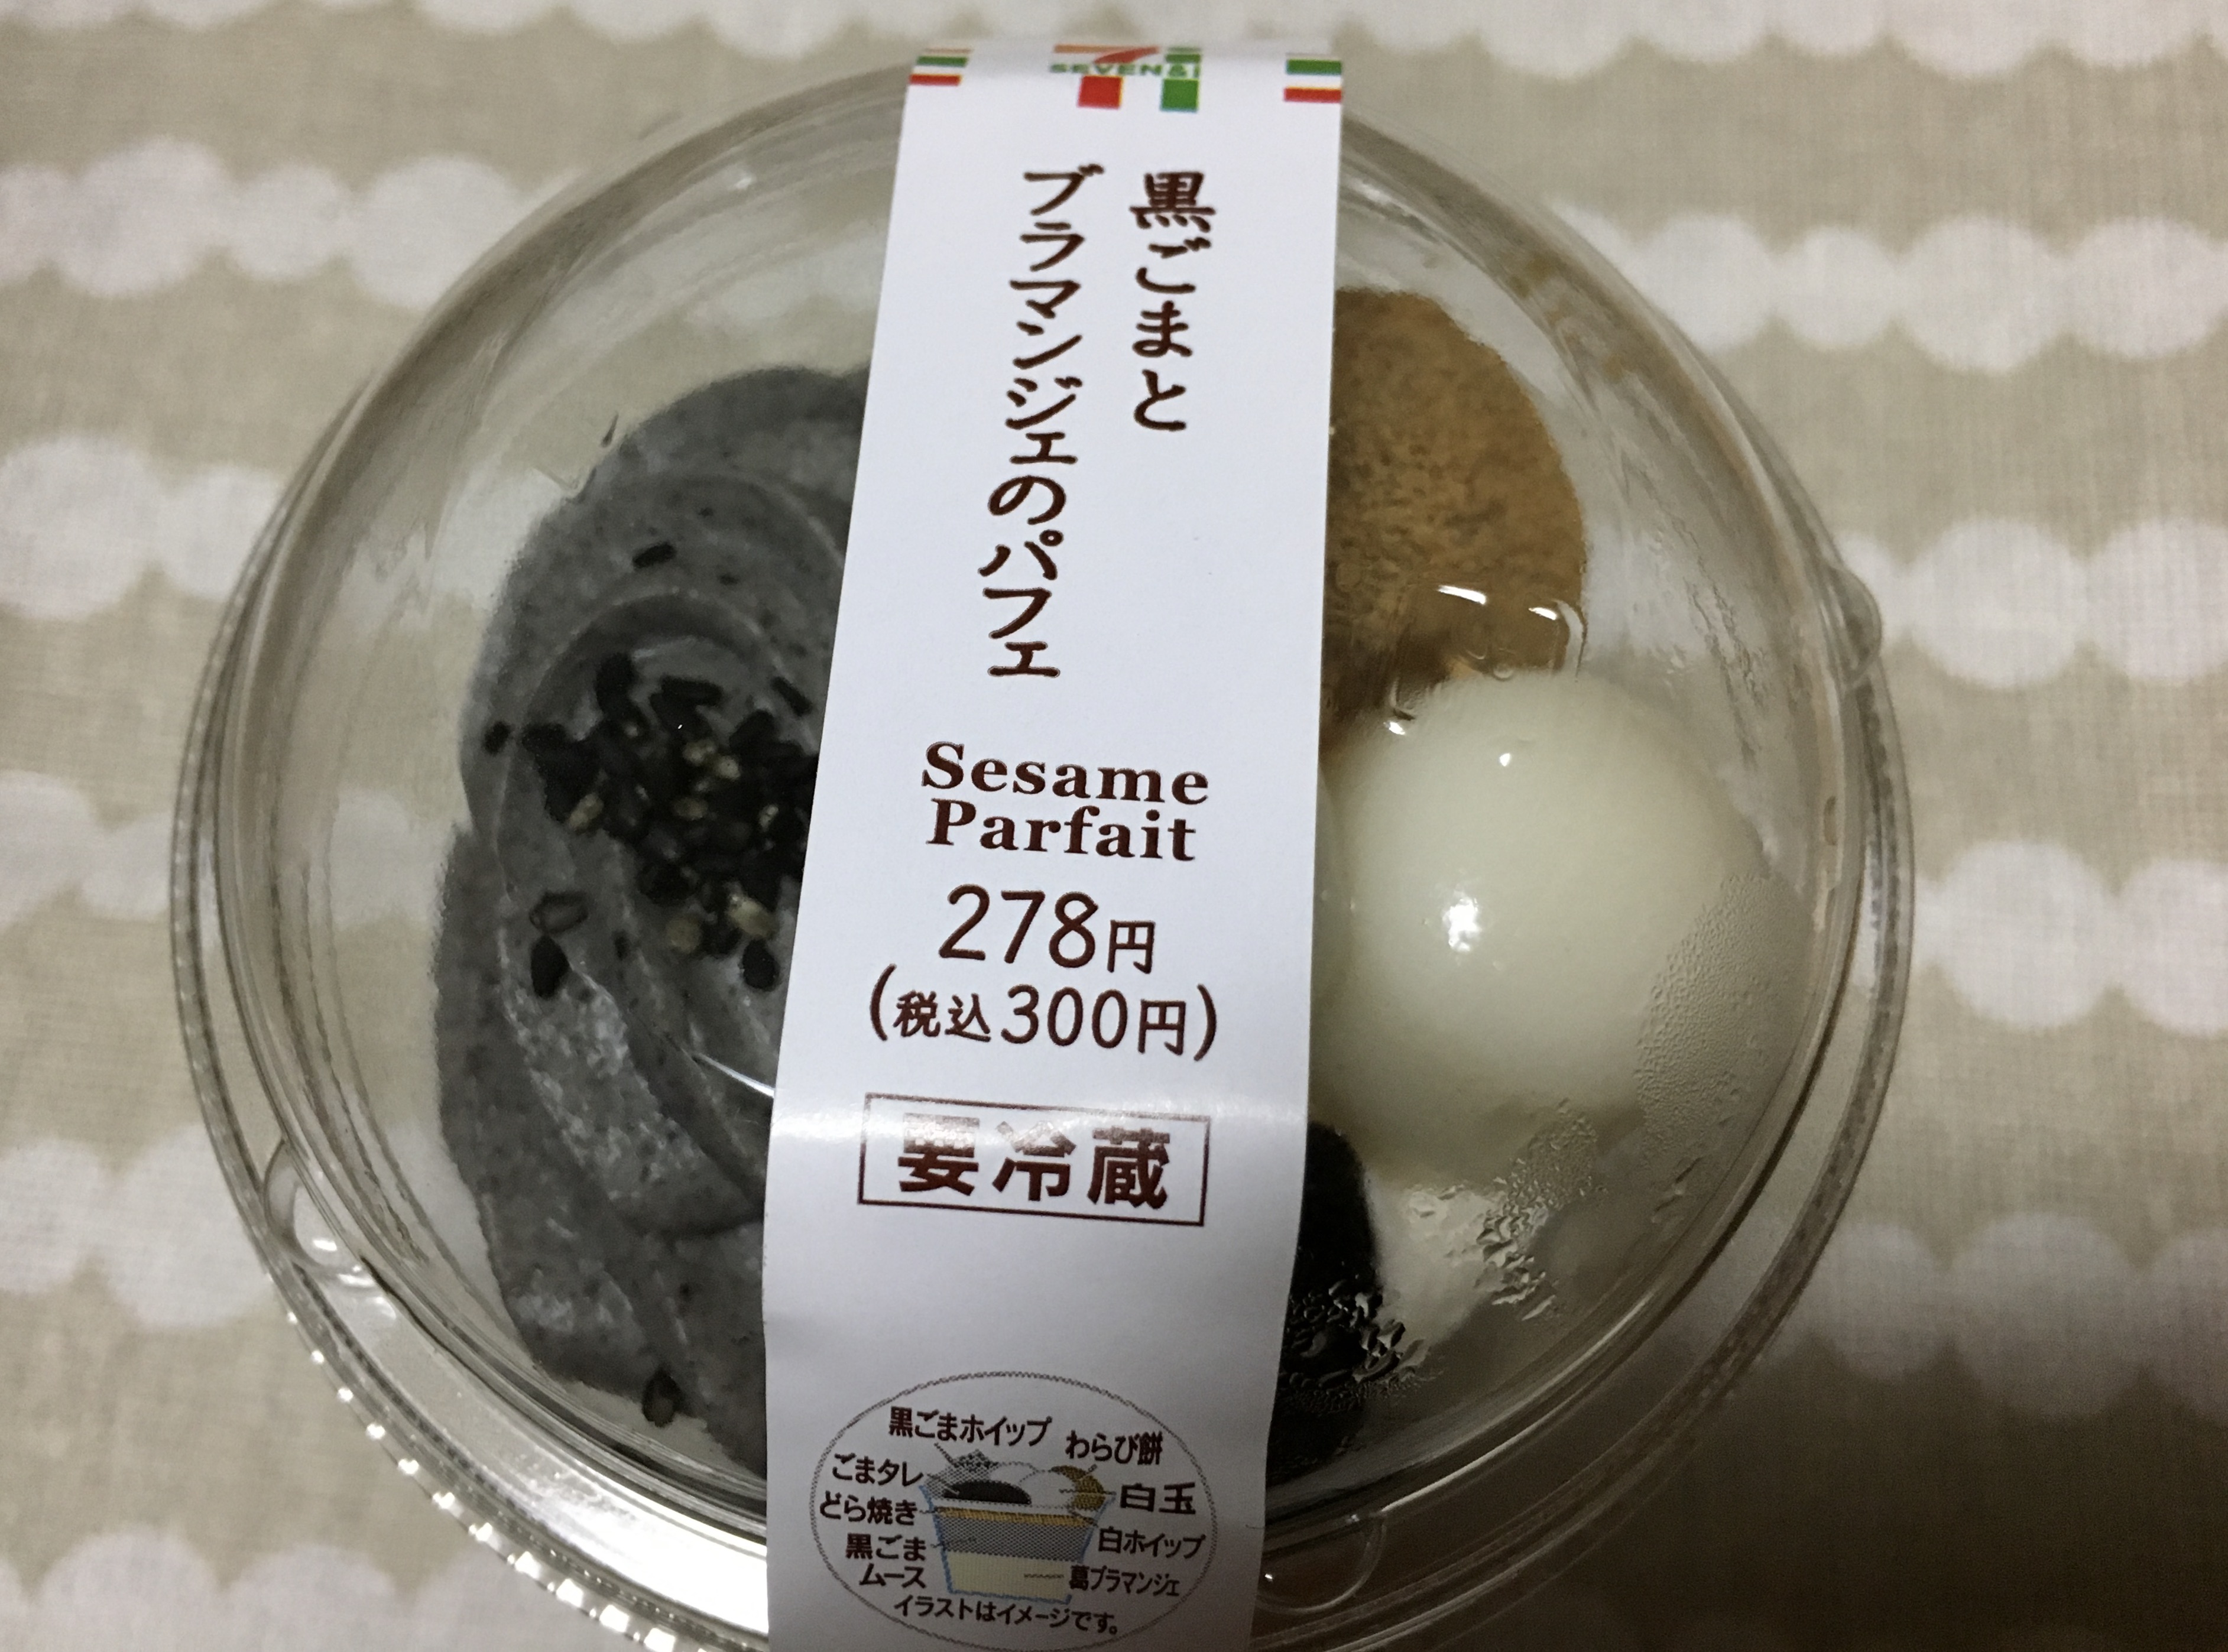 SEVEN&i
黒ごまと
ブラマンジェのパフェ
Sesame
Parfait
278円
(税込300円)
要冷蔵
黒ごまホイップ
わらび餅
ごまタレ
白玉
どら焼き
白ホイップ
黒ごま
ムース
葛ブラマンジェ
イラストはイメージです。